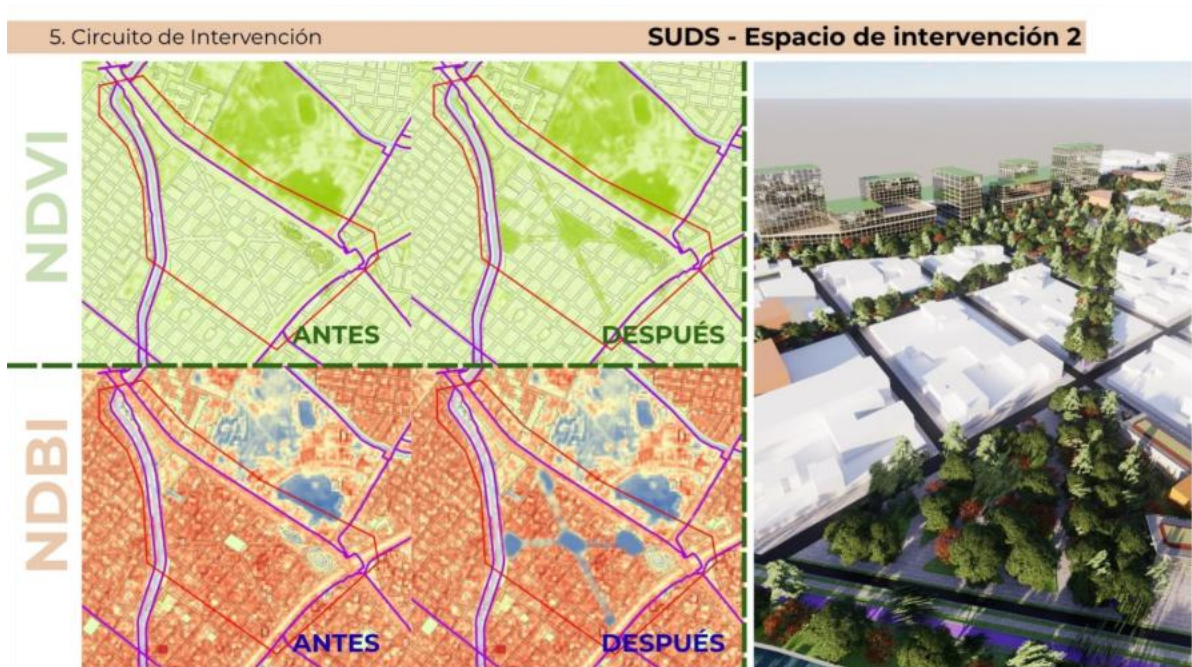 5. Circuito de Intervención
SUDS - Espacio de intervención 2
NDVI
ANTES
DESPUÉS
NDBI
ANTES
DESPUÉS